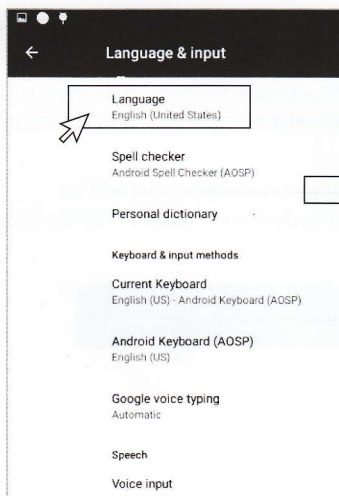 Language & input
Language
English (United States)
Spell checker
Android Spell Checker (AOSP)
Personal dictionary
Keyboard & input methods
Current Keyboard
English (US) - Android Keyboard (AOSP)
Android Keyboard (AOSP)
English (US)
Google voice typing
Automatic
Speech
Voice input